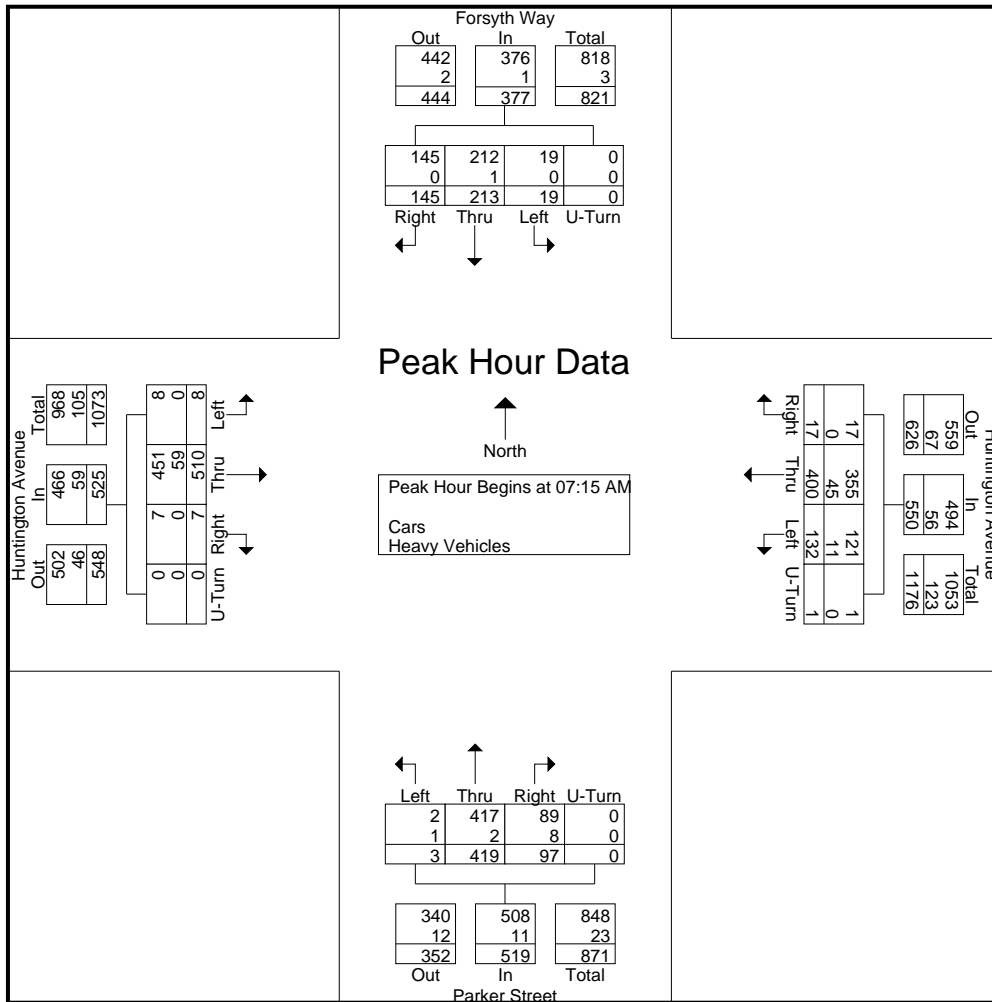 Forsyth Way
Out In Total
442 376 818
2 1 3
444 377 821
145 212 19 0
0 1 0 0
145 213 19 0
Right Thru Left U-Turn
Peak Hour Data
North
Peak Hour Begins at 07:15 AM
Cars
Heavy Vehicles
Huntington Avenue
Total In Out
968 466 502
105 59 46
1073 525 548
8 451 7 0
0 59 0 0
8 510 7 0
Left Thru Right U-Turn
Huntington Avenue
Out In Total
559 494 1053
67 56 123
626 550 1176
17 355 121 1
0 45 11 0
17 400 132 1
Right Thru Left U-Turn
Left Thru Right U-Turn
2 417 89 0
1 2 8 0
3 419 97 0
340 508 848
12 11 23
352 519 871
Out In Total
Parker Street